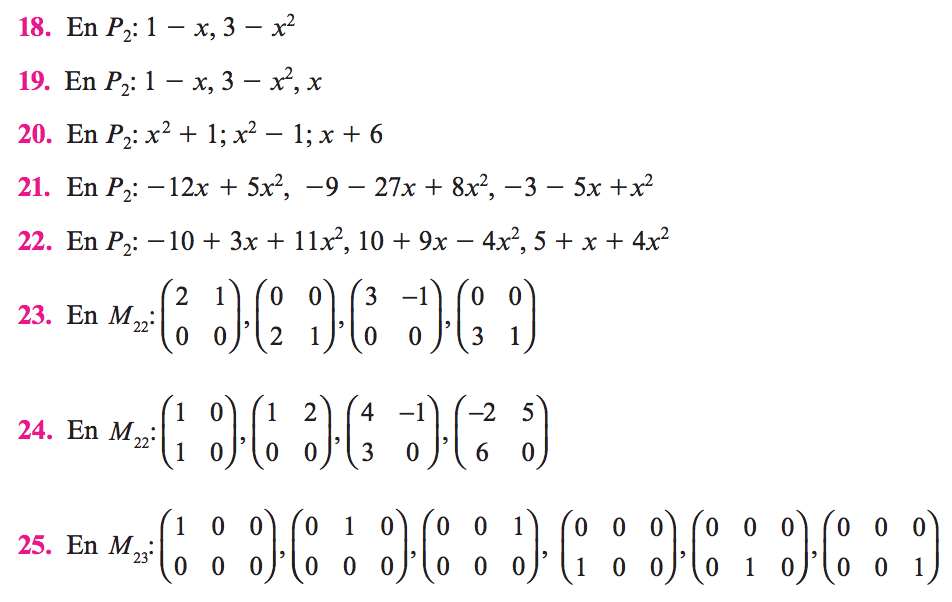 18. En P₂: 1 − x, 3 − x²
19. En P₂: 1 − x, 3 − x², x
20. En P₂: x² + 1; x² − 1; x + 6
21. En P₂: −12x + 5x², −9 − 27x + 8x², −3 − 5x +x²
22. En P₂: −10 + 3x + 11x², 10 + 9x − 4x², 5 + x + 4x²
23. En M₂₂: (2 1; 0 0), (0 0; 2 1), (3 −1; 0 0), (0 0; 3 1)
24. En M₂₂: (1 0; 1 0), (1 2; 0 0), (4 −1; 3 0), (−2 5; 6 0)
25. En M₂₃: (1 0 0; 0 0 0), (0 1 0; 0 0 0), (0 0 1; 0 0 0), (0 0 0; 1 0 0), (0 0 0; 0 1 0), (0 0 0; 0 0 1)